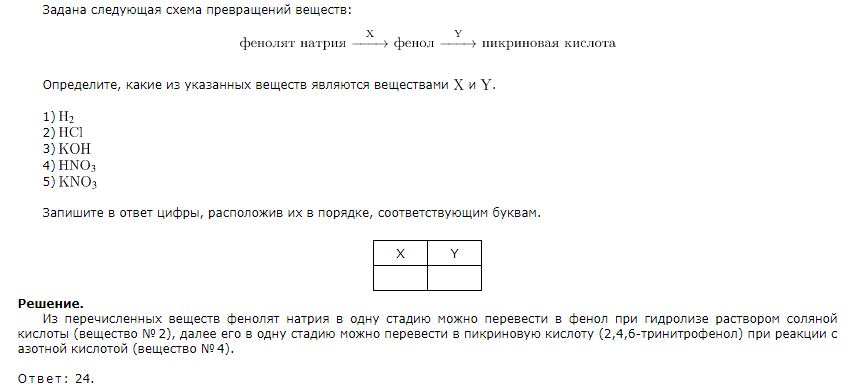 Задана следующая схема превращений веществ:
X Y
фенолят натрия ⟶ фенол ⟶ пикриновая кислота
Определите, какие из указанных веществ являются веществами X и Y.
1) H₂
2) HCl
3) KOH
4) HNO₃
5) KNO₃
Запишите в ответ цифры, расположив их в порядке, соответствующим буквам.
X Y
Решение.
Из перечисленных веществ фенолят натрия в одну стадию можно перевести в фенол при гидролизе раствором соляной
кислоты (вещество № 2), далее его в одну стадию можно перевести в пикриновую кислоту (2,4,6-тринитрофенол) при реакции с
азотной кислотой (вещество № 4).
Ответ: 24.